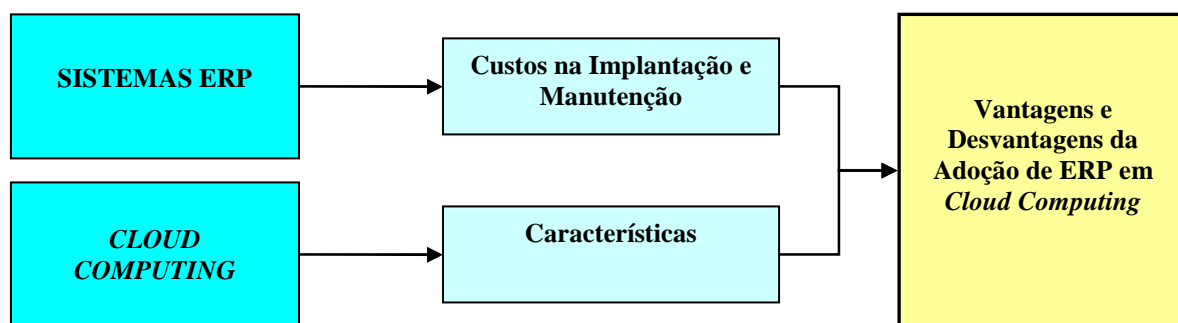 SISTEMAS ERP
Custos na Implantação e
Manutenção
Vantagens e
Desvantagens da
Adoção de ERP em
Cloud Computing
CLOUD
COMPUTING
Características